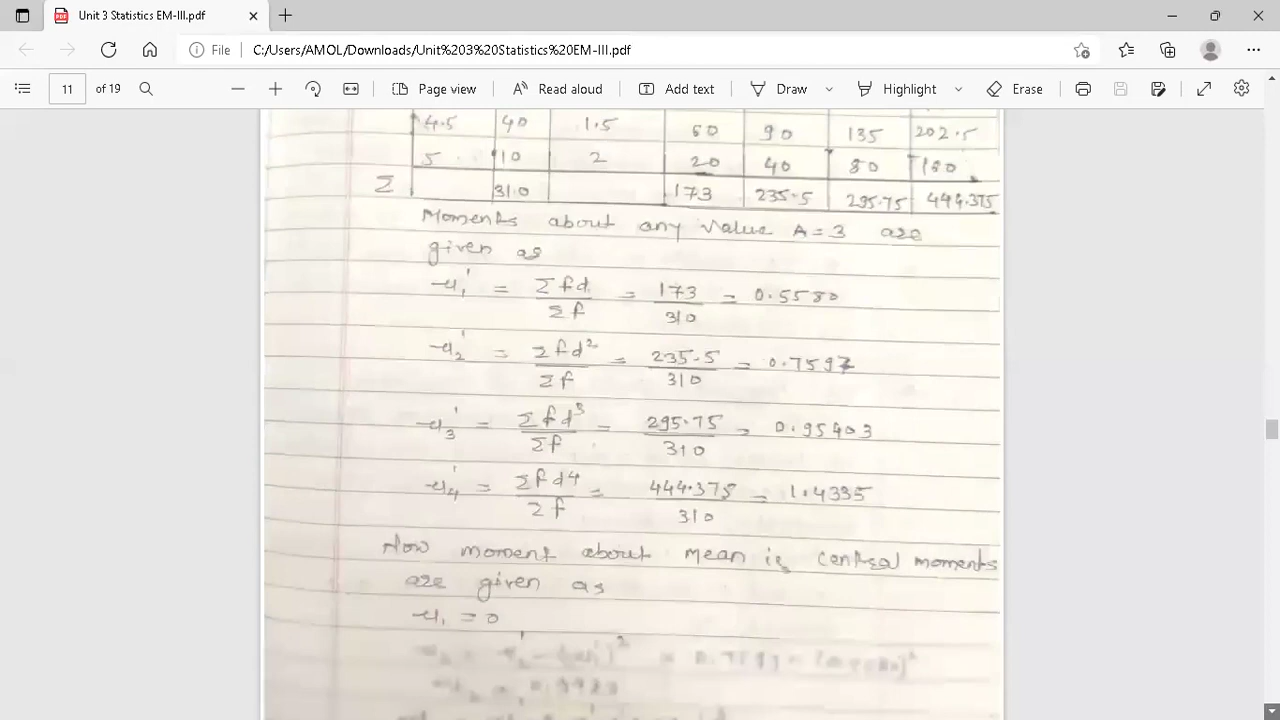 Unit 3 Statistics EM-III.pdf
File C:/Users/AMOL/Downloads/Unit%203%20Statistics%20EM-III.pdf
11 of 19 Page view Read aloud Add text Draw Highlight Erase
4.5 40 1.5 60 90 135 202.5
5 10 2 20 40 80 160
Σ 310 173 235.5 295.75 444.375
Moments about any value A = 3 are
given as
μ₁' = Σfd / Σf = 173 / 310 = 0.5580
μ₂' = Σfd² / Σf = 235.5 / 310 = 0.7597
μ₃' = Σfd³ / Σf = 295.75 / 310 = 0.95403
μ₄' = Σfd⁴ / Σf = 444.375 / 310 = 1.4335
Now moment about mean ie central moments
are given as
μ₁ = 0